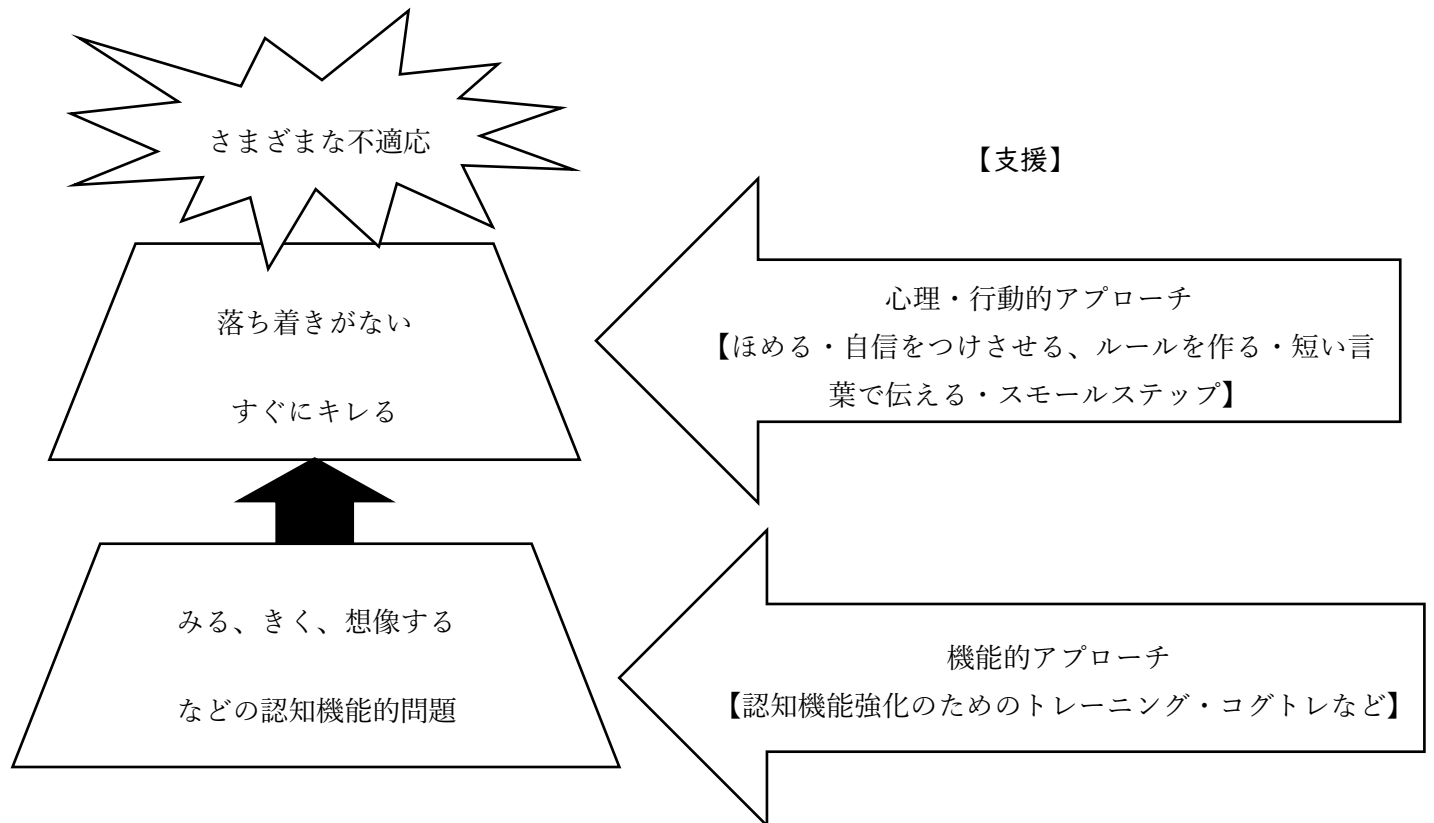 さまざまな不適応
【支援】
落ち着きがない
すぐにキレる
心理・行動的アプローチ
【ほめる・自信をつけさせる、ルールを作る・短い言
葉で伝える・スモールステップ】
みる、きく、想像する
などの認知機能的問題
機能的アプローチ
【認知機能強化のためのトレーニング・コグトレなど】